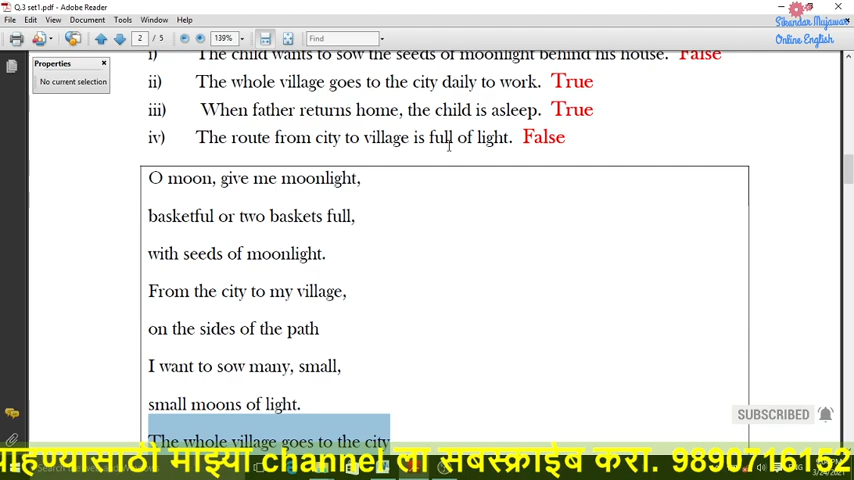 Q.3 set1.pdf - Adobe Reader
File Edit View Document Tools Window Help
2 / 5 139% Find
Sikandar Mujawar
Online English
Properties
No current selection
i) The child wants to sow the seeds of moonlight behind his house. False
ii) The whole village goes to the city daily to work. True
iii) When father returns home, the child is asleep. True
iv) The route from city to village is full of light. False
O moon, give me moonlight,
basketful or two baskets full,
with seeds of moonlight.
From the city to my village,
on the sides of the path
I want to sow many, small,
small moons of light.
The whole village goes to the city
SUBSCRIBED
पाहण्यासाठी माझ्या channel ला सबस्क्राईब करा. 9890716152